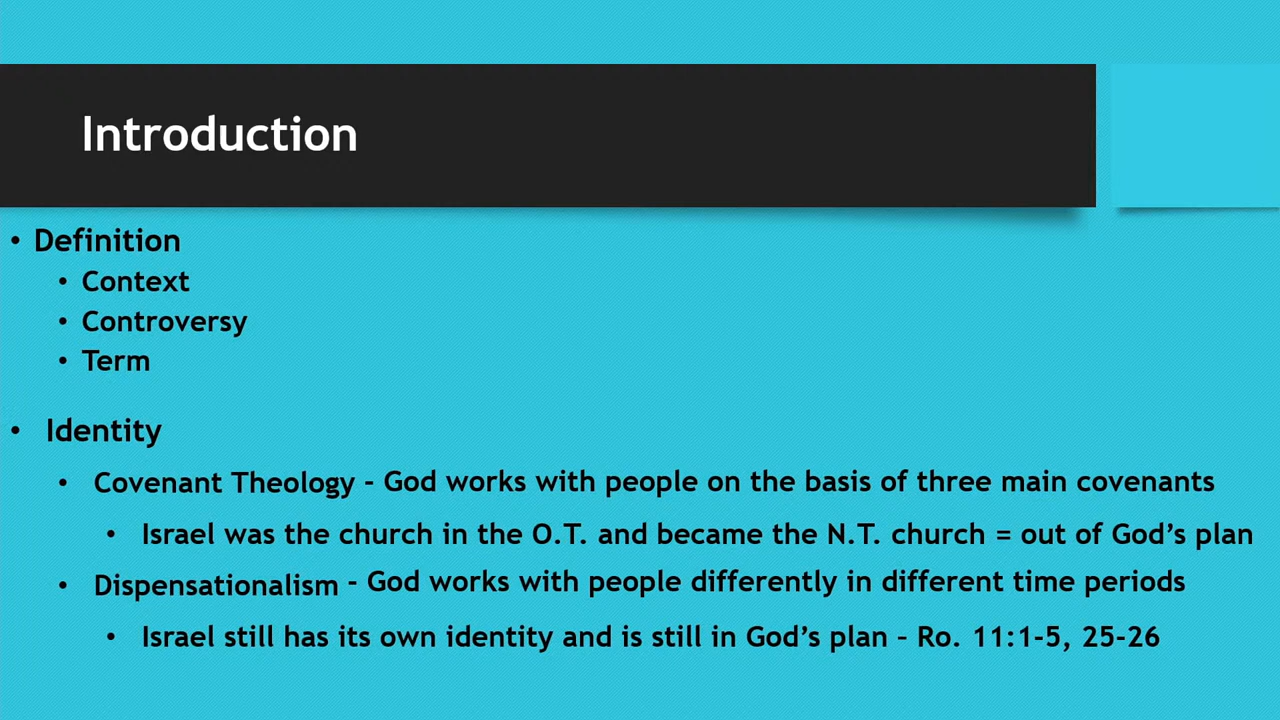 Introduction
• Definition
• Context
• Controversy
• Term
• Identity
• Covenant Theology - God works with people on the basis of three main covenants
• Israel was the church in the O.T. and became the N.T. church = out of God’s plan
• Dispensationalism - God works with people differently in different time periods
• Israel still has its own identity and is still in God’s plan – Ro. 11:1-5, 25-26